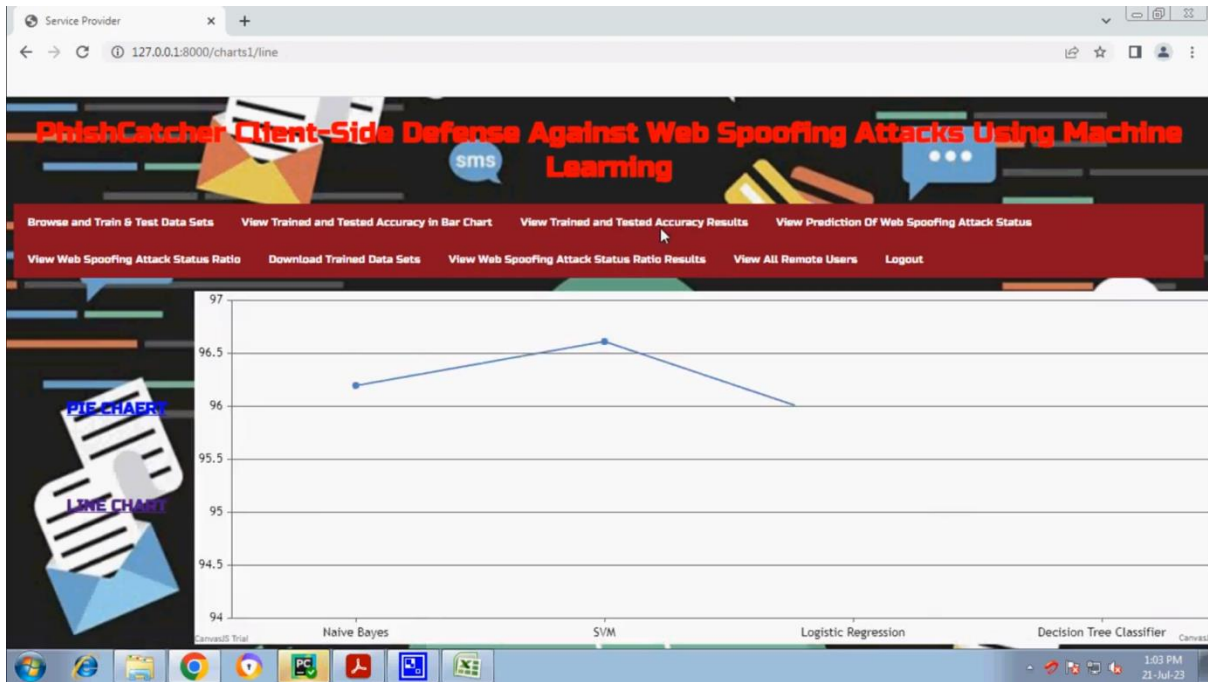 Service Provider
127.0.0.1:8000/charts1/line
PhishCatcher Client-Side Defense Against Web Spoofing Attacks Using Machine
Learning
sms
Browse and Train & Test Data Sets View Trained and Tested Accuracy in Bar Chart View Trained and Tested Accuracy Results View Prediction Of Web Spoofing Attack Status
View Web Spoofing Attack Status Ratio Download Trained Data Sets View Web Spoofing Attack Status Ratio Results View All Remote Users Logout
97
96.5
96
95.5
95
94.5
94
PIE CHAERT
LINE CHART
Naive Bayes SVM Logistic Regression Decision Tree Classifier
CanvasJS Trial
PC
1:03 PM
21-Jul-23